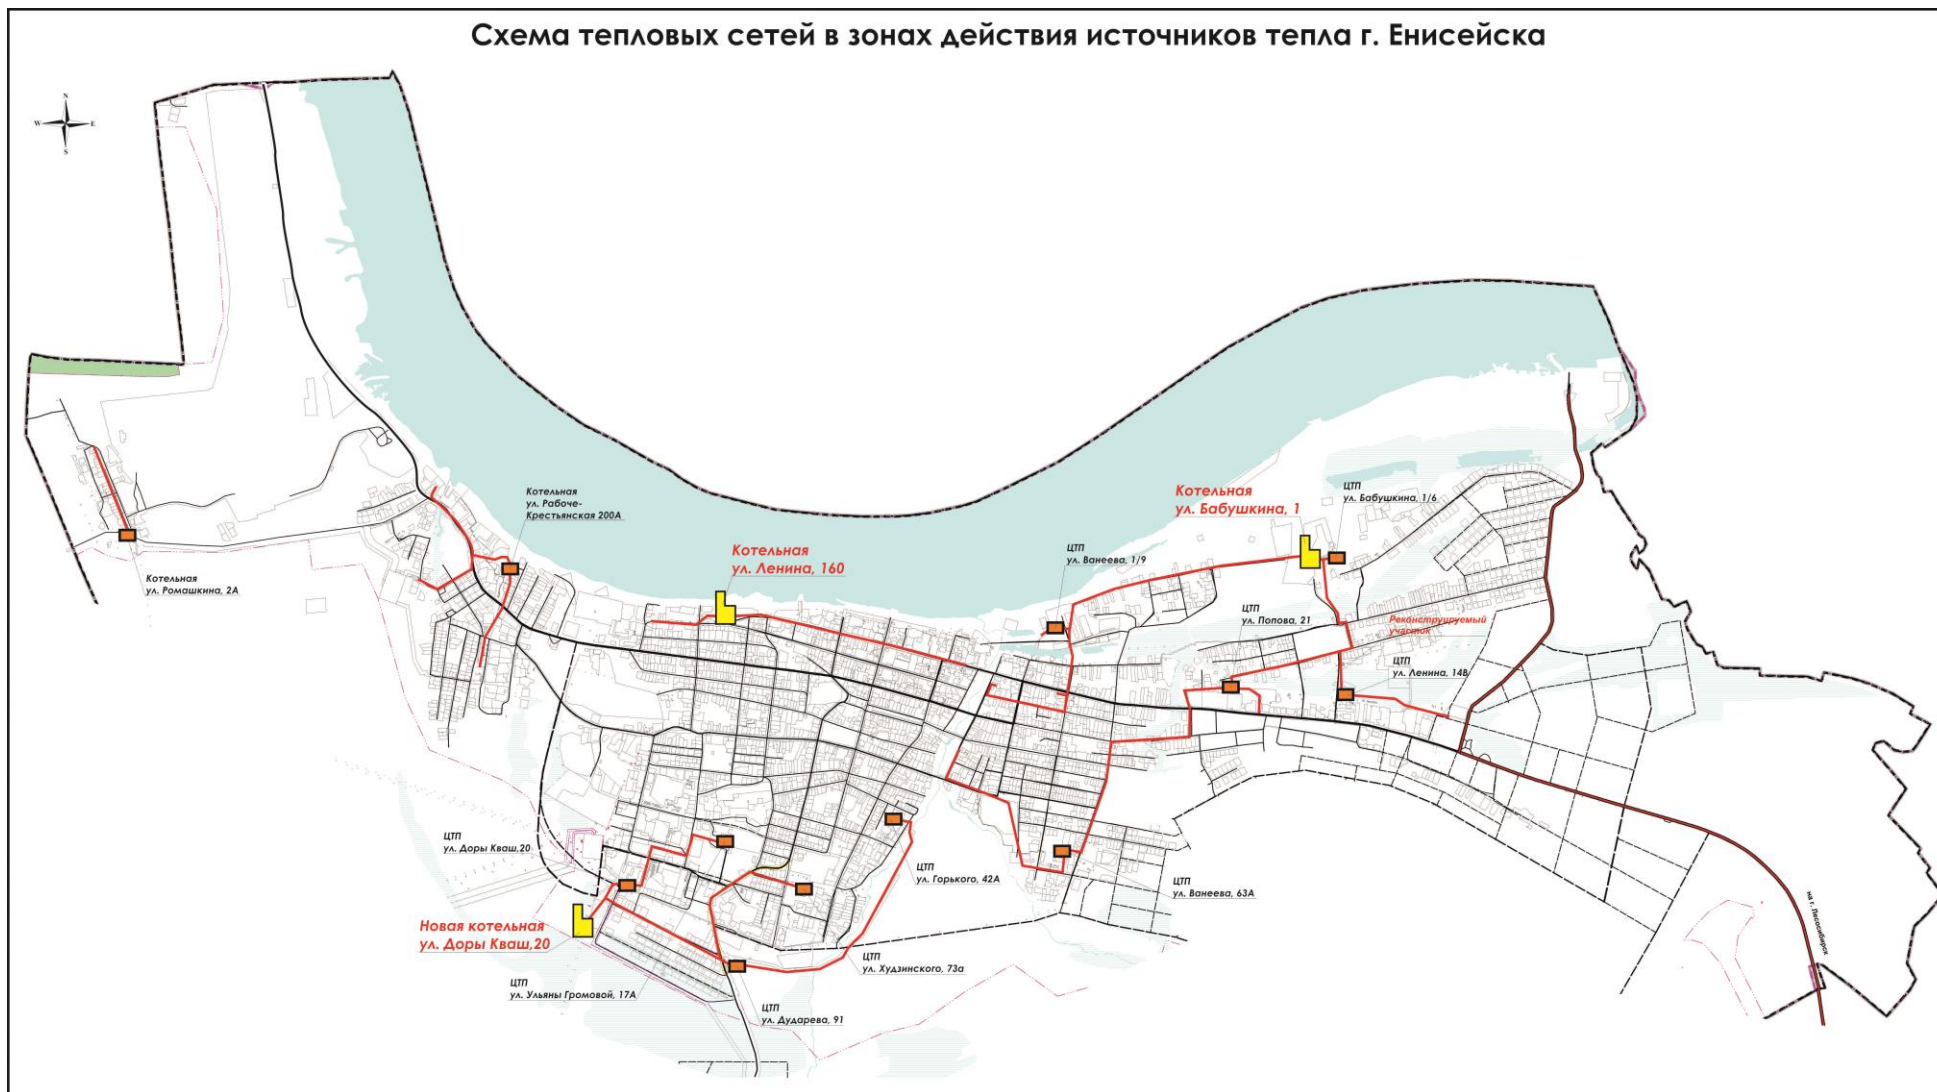 Схема тепловых сетей в зонах действия источников тепла г. Енисейска
N
W E
S
Котельная
ул. Рабоче-
Крестьянская 200А
Котельная
ул. Ромашкина, 2А
Котельная
ул. Ленина, 160
Котельная
ул. Бабушкина, 1
ЦТП
ул. Бабушкина, 1/6
ЦТП
ул. Ванеева, 1/9
ЦТП
ул. Попова, 21
Реконструируемый
участок
ЦТП
ул. Ленина, 14В
ЦТП
ул. Доры Кваш,20
ЦТП
ул. Горького, 42А
ЦТП
ул. Ванеева, 63А
Новая котельная
ул. Доры Кваш,20
на г. Лесосибирск
ЦТП
ул. Худзинского, 73а
ЦТП
ул. Ульяны Громовой, 17А
ЦТП
ул. Дударева, 91